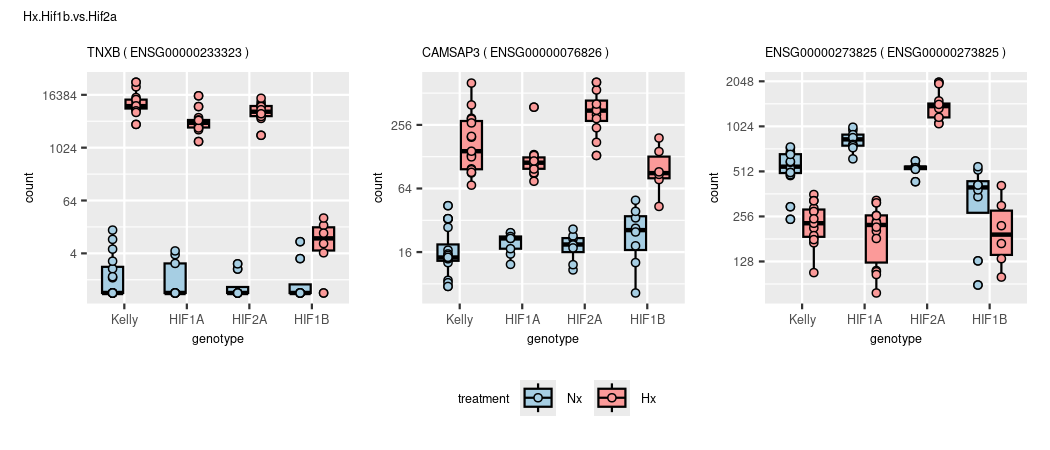 Hx.Hif1b.vs.Hif2a
TNXB ( ENSG00000233323 )
count
16384
1024
64
4
Kelly HIF1A HIF2A HIF1B
genotype
CAMSAP3 ( ENSG00000076826 )
count
256
64
16
Kelly HIF1A HIF2A HIF1B
genotype
ENSG00000273825 ( ENSG00000273825 )
count
2048
1024
512
256
128
Kelly HIF1A HIF2A HIF1B
genotype
treatment Nx Hx